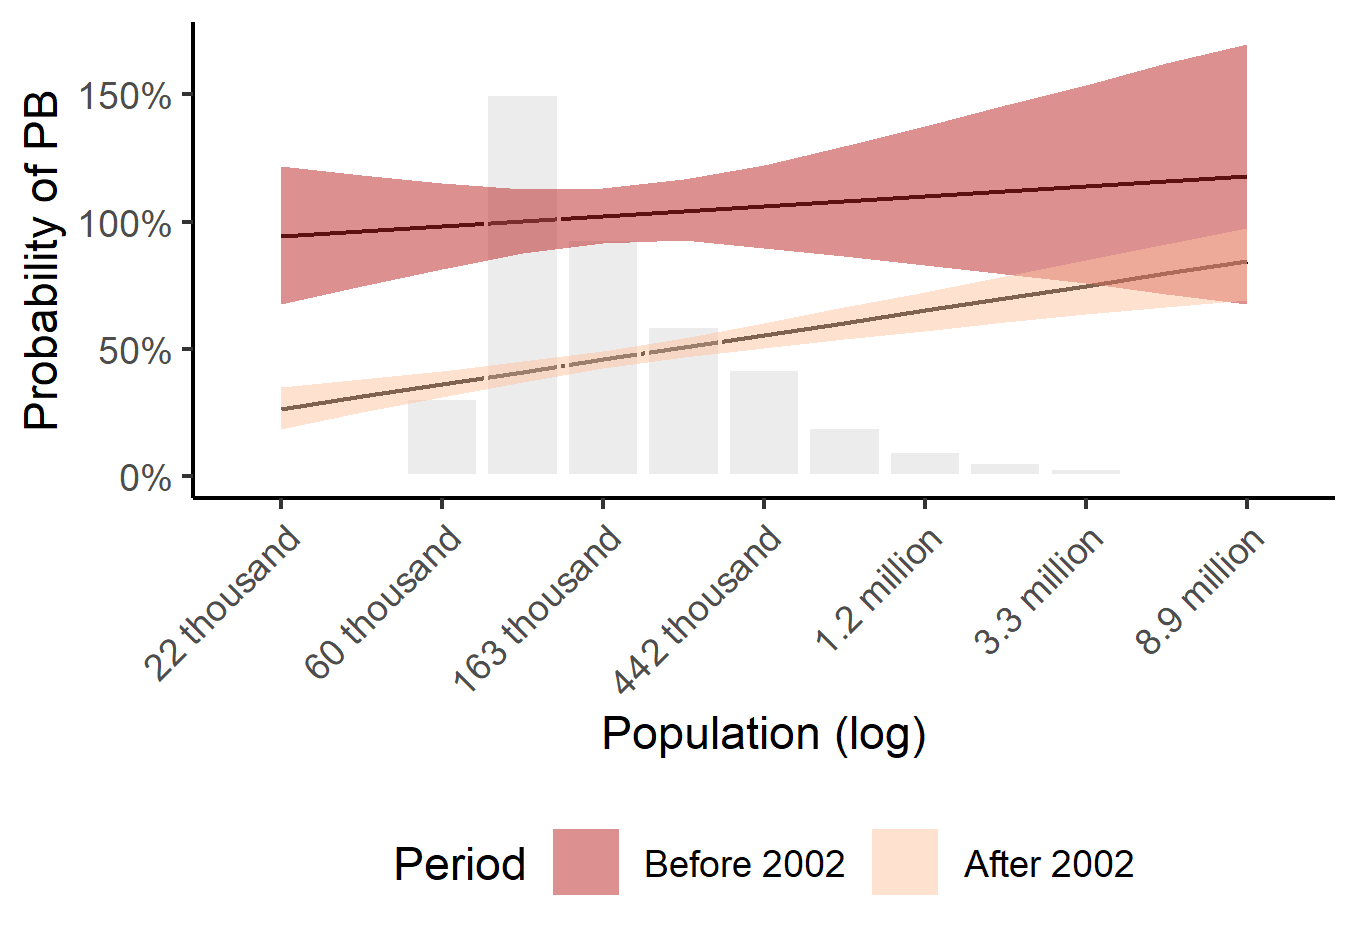 Probability of PB
150%
100%
50%
0%
22 thousand
60 thousand
163 thousand
442 thousand
1.2 million
3.3 million
8.9 million
Population (log)
Period
Before 2002
After 2002